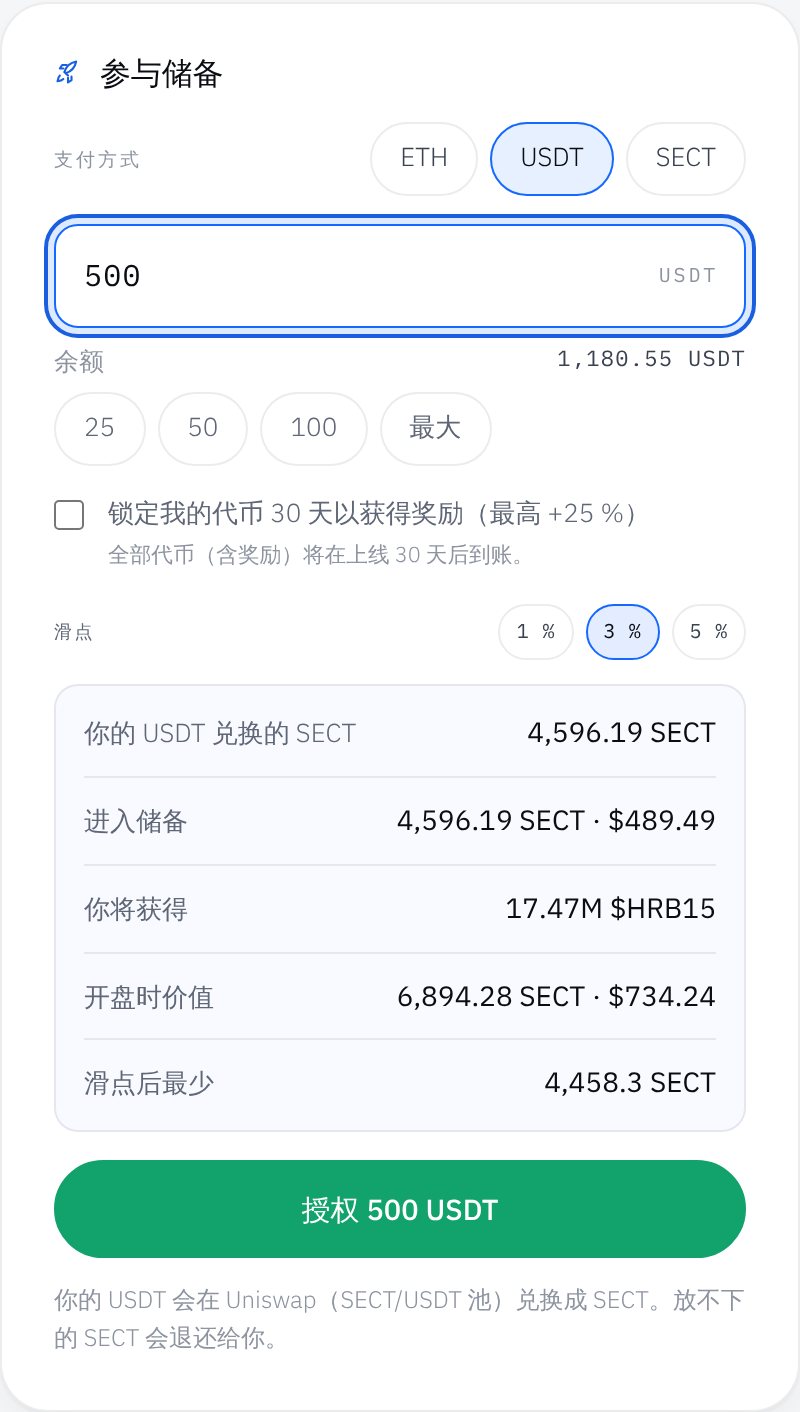 参与储备
支付方式 ETH USDT SECT
500 USDT
余额 1,180.55 USDT
25 50 100 最大
锁定我的代币 30 天以获得奖励（最高 +25 %）
全部代币（含奖励）将在上线 30 天后到账。
滑点 1 % 3 % 5 %
你的 USDT 兑换的 SECT 4,596.19 SECT
进入储备 4,596.19 SECT · $489.49
你将获得 17.47M $HRB15
开盘时价值 6,894.28 SECT · $734.24
滑点后最少 4,458.3 SECT
授权 500 USDT
你的 USDT 会在 Uniswap（SECT/USDT 池）兑换成 SECT。放不下
的 SECT 会退还给你。